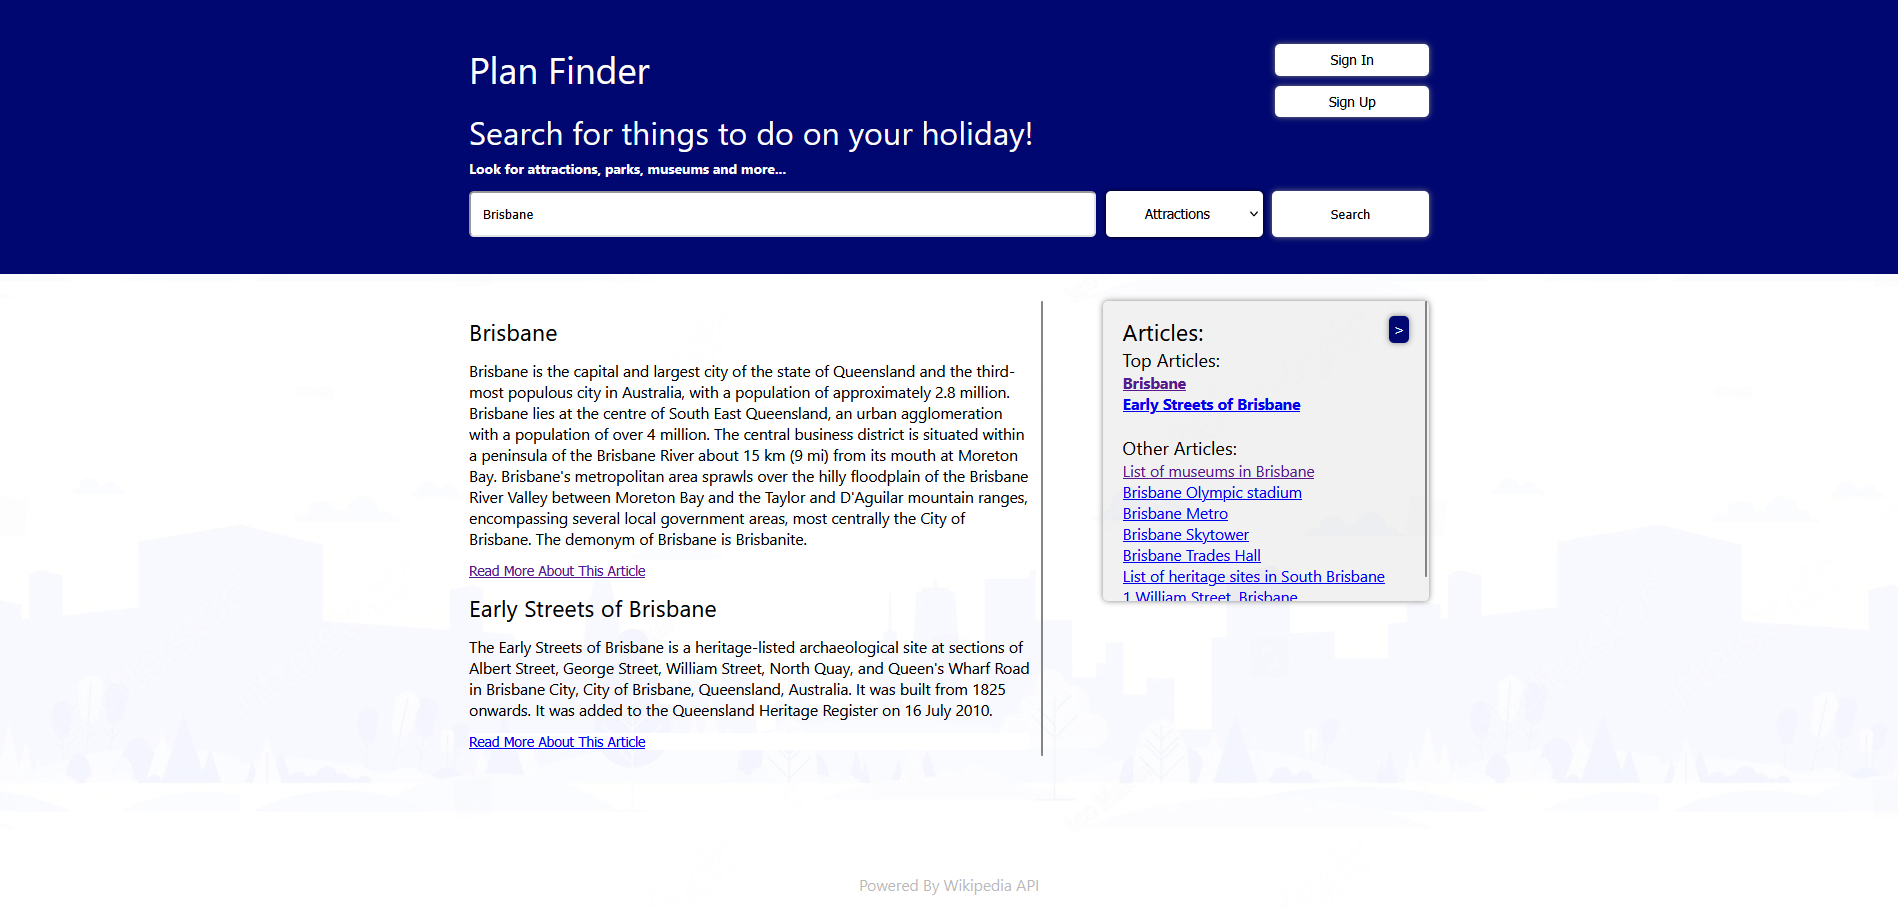 Plan Finder
Sign In
Sign Up
Search for things to do on your holiday!
Look for attractions, parks, museums and more...
Brisbane
Attractions
Search
Brisbane
Brisbane is the capital and largest city of the state of Queensland and the third-
most populous city in Australia, with a population of approximately 2.8 million.
Brisbane lies at the centre of South East Queensland, an urban agglomeration
with a population of over 4 million. The central business district is situated within
a peninsula of the Brisbane River about 15 km (9 mi) from its mouth at Moreton
Bay. Brisbane's metropolitan area sprawls over the hilly floodplain of the Brisbane
River Valley between Moreton Bay and the Taylor and D'Aguilar mountain ranges,
encompassing several local government areas, most centrally the City of
Brisbane. The demonym of Brisbane is Brisbanite.
Read More About This Article
Early Streets of Brisbane
The Early Streets of Brisbane is a heritage-listed archaeological site at sections of
Albert Street, George Street, William Street, North Quay, and Queen's Wharf Road
in Brisbane City, City of Brisbane, Queensland, Australia. It was built from 1825
onwards. It was added to the Queensland Heritage Register on 16 July 2010.
Read More About This Article
Articles:
>
Top Articles:
Brisbane
Early Streets of Brisbane
Other Articles:
List of museums in Brisbane
Brisbane Olympic stadium
Brisbane Metro
Brisbane Skytower
Brisbane Trades Hall
List of heritage sites in South Brisbane
1 William Street, Brisbane
Powered By Wikipedia API